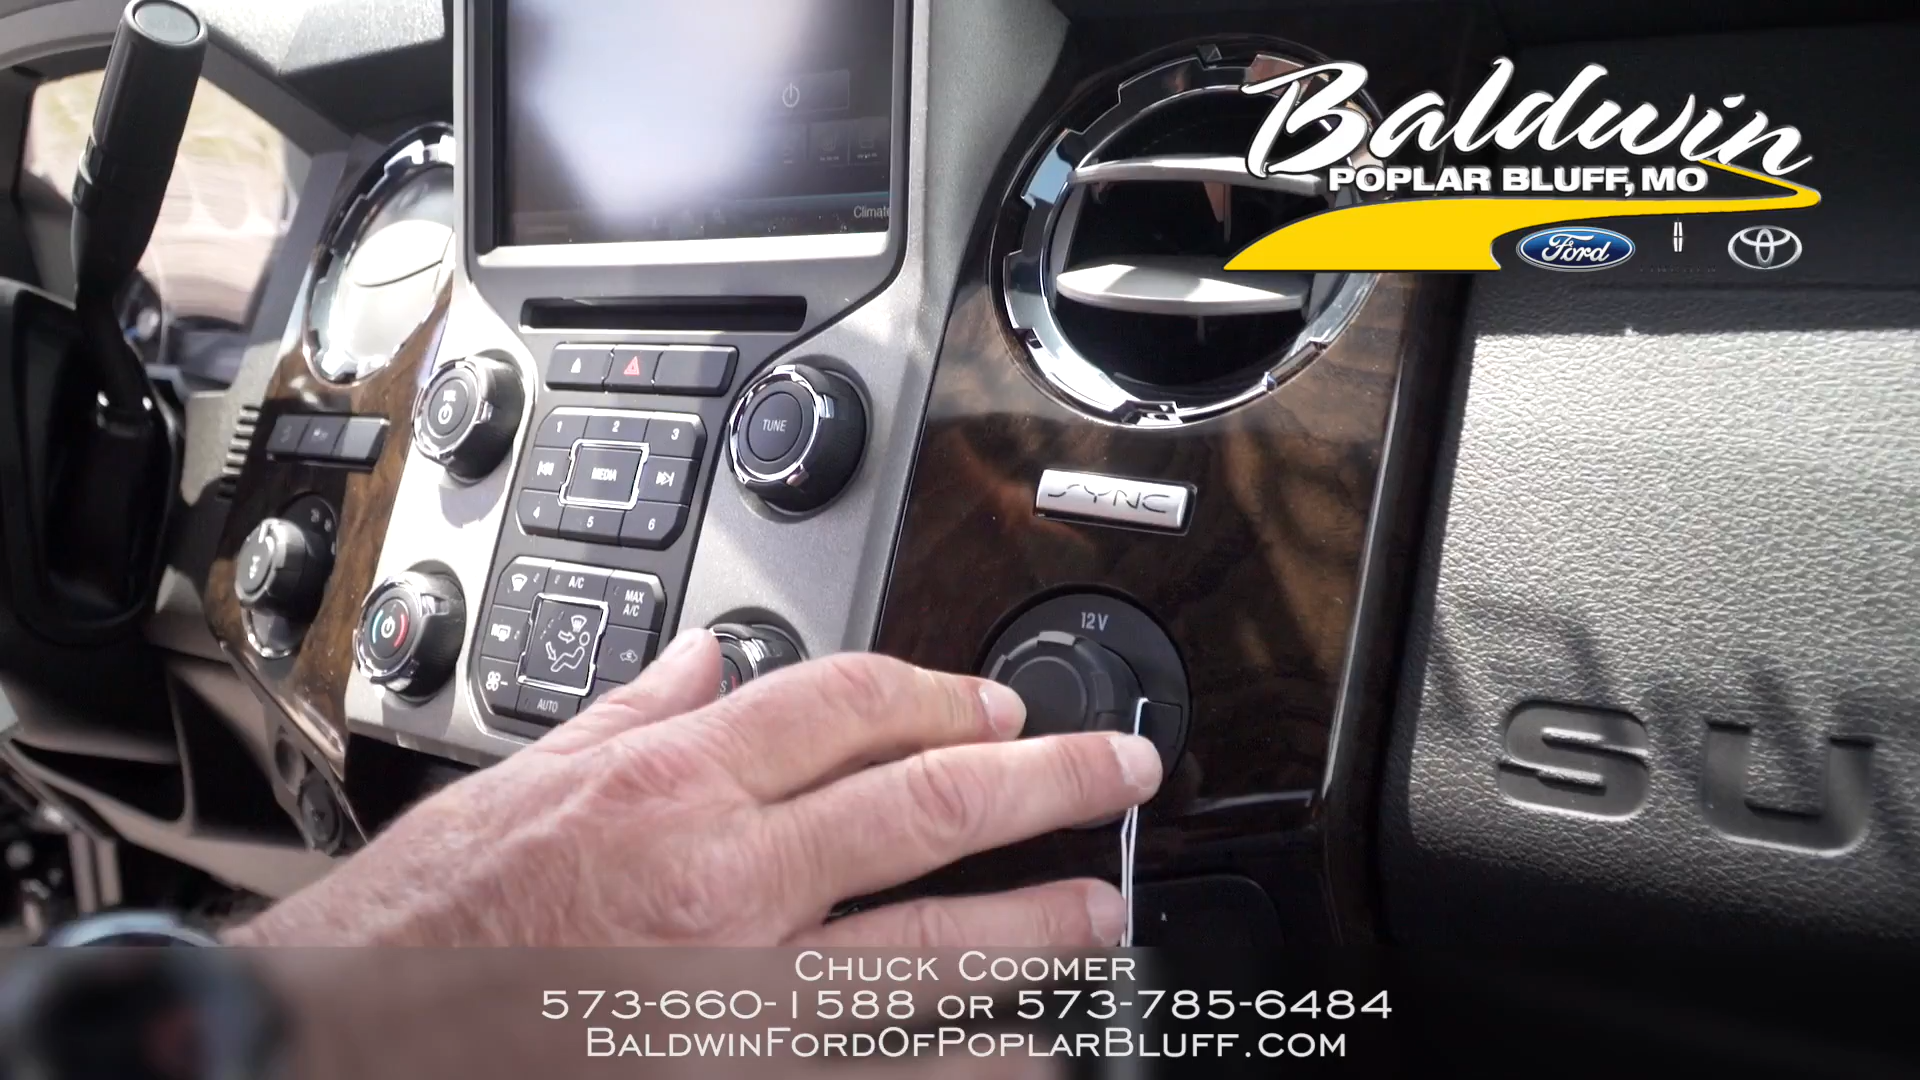 Baldwin
POPLAR BLUFF, MO
Ford
Climate
VOL
TUNE
1 2 3
MEDIA
4 5 6
SYNC
A/C
MAX
A/C
AUTO
12V
SU
CHUCK COOMER
573-660-1588 OR 573-785-6484
BALDWINFORDOFPOPLARBLUFF.COM